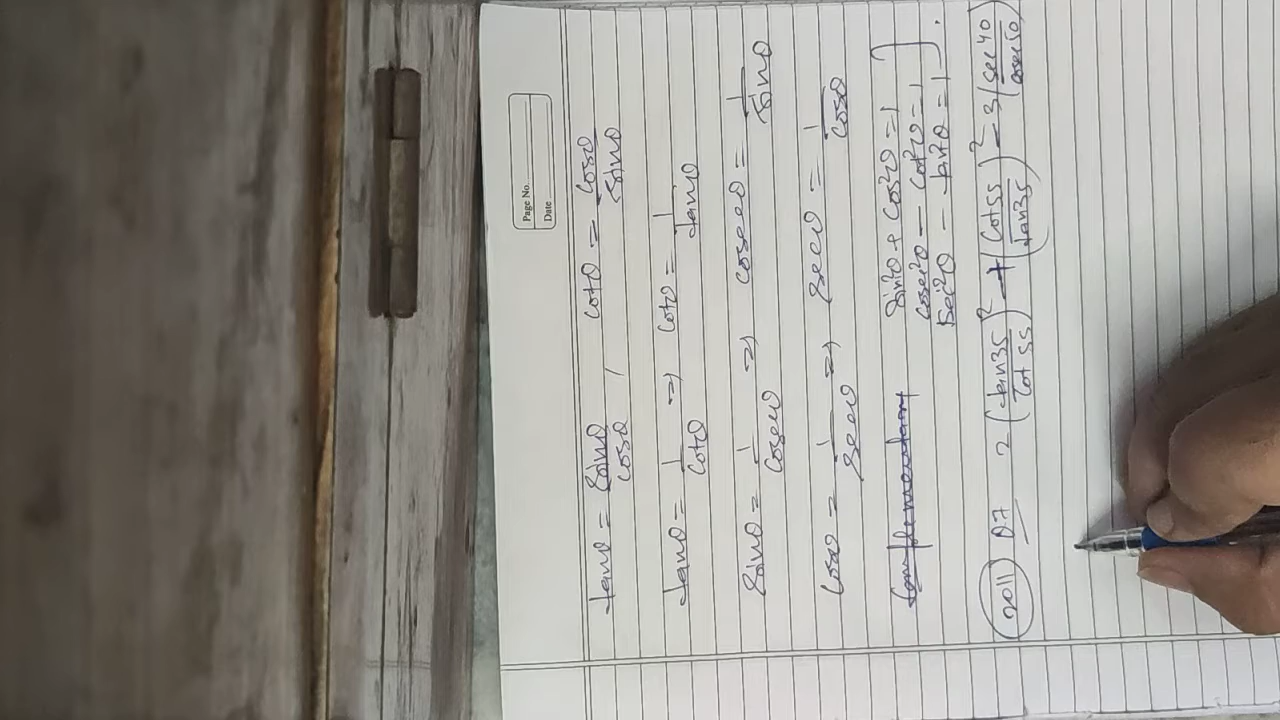 Page No.
Date
tanθ = sinθ/cosθ , cotθ = cosθ/sinθ
tanθ = 1/cotθ ⇒ cotθ = 1/tanθ
sinθ = 1/cosecθ ⇒ cosecθ = 1/sinθ
cosθ = 1/secθ ⇒ secθ = 1/cosθ
sin²θ + cos²θ = 1
cosec²θ - cot²θ = 1
sec²θ - tan²θ = 1
2011 Q7 2(tan35/cot55)² + (cot55/tan35)² - 3(sec40/cosec50)